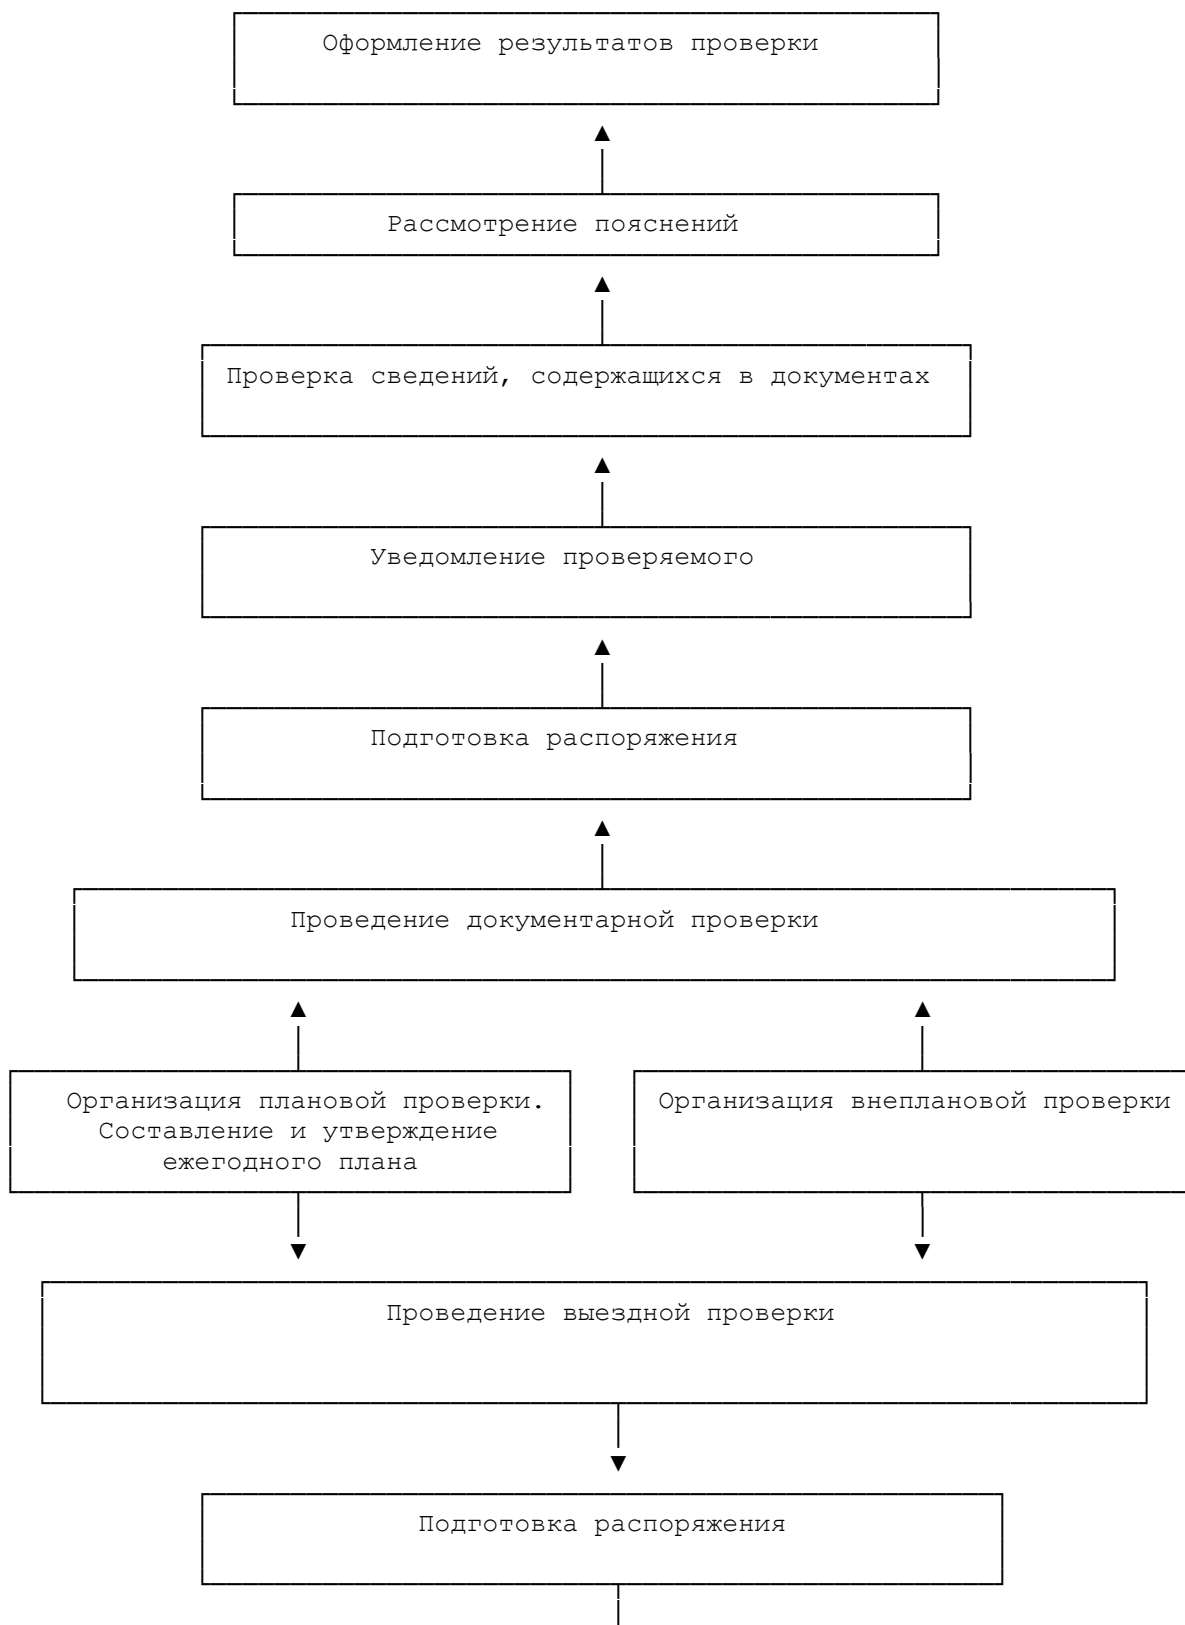 Оформление результатов проверки
Рассмотрение пояснений
Проверка сведений, содержащихся в документах
Уведомление проверяемого
Подготовка распоряжения
Проведение документарной проверки
Организация плановой проверки.
Составление и утверждение
ежегодного плана
Организация внеплановой проверки
Проведение выездной проверки
Подготовка распоряжения